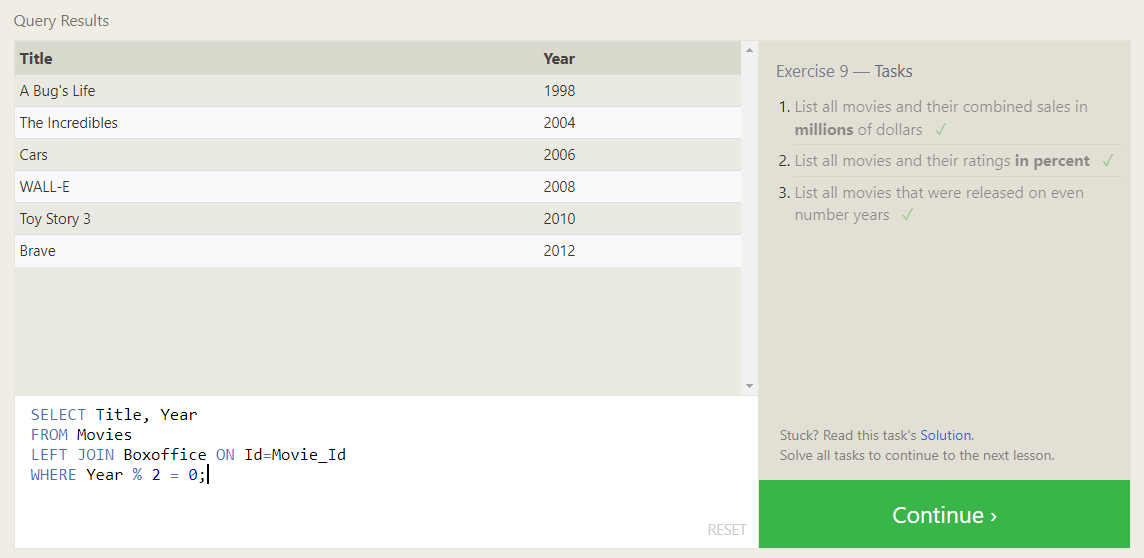 Query Results
Title Year
A Bug's Life 1998
The Incredibles 2004
Cars 2006
WALL-E 2008
Toy Story 3 2010
Brave 2012
SELECT Title, Year
FROM Movies
LEFT JOIN Boxoffice ON Id=Movie_Id
WHERE Year % 2 = 0;
RESET
Exercise 9 — Tasks
1. List all movies and their combined sales in
millions of dollars ✓
2. List all movies and their ratings in percent ✓
3. List all movies that were released on even
number years ✓
Stuck? Read this task's Solution.
Solve all tasks to continue to the next lesson.
Continue ›